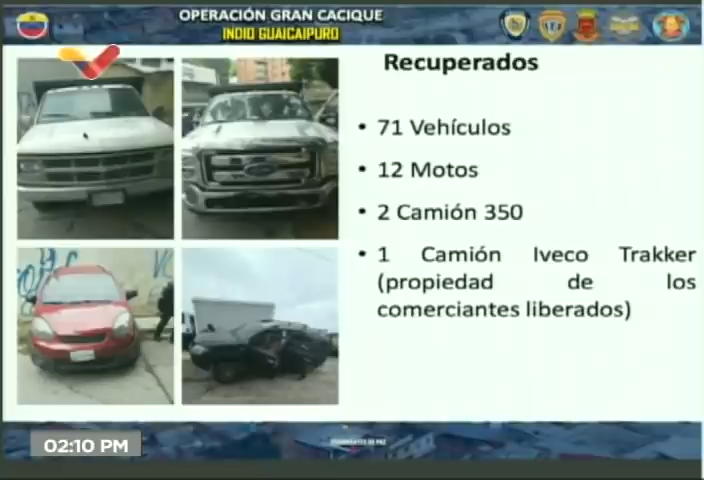 OPERACIÓN GRAN CACIQUE
INDIO GUAICAIPURO
Recuperados
• 71 Vehículos
• 12 Motos
• 2 Camión 350
• 1 Camión Iveco Trakker
(propiedad de los
comerciantes liberados)
02:10 PM